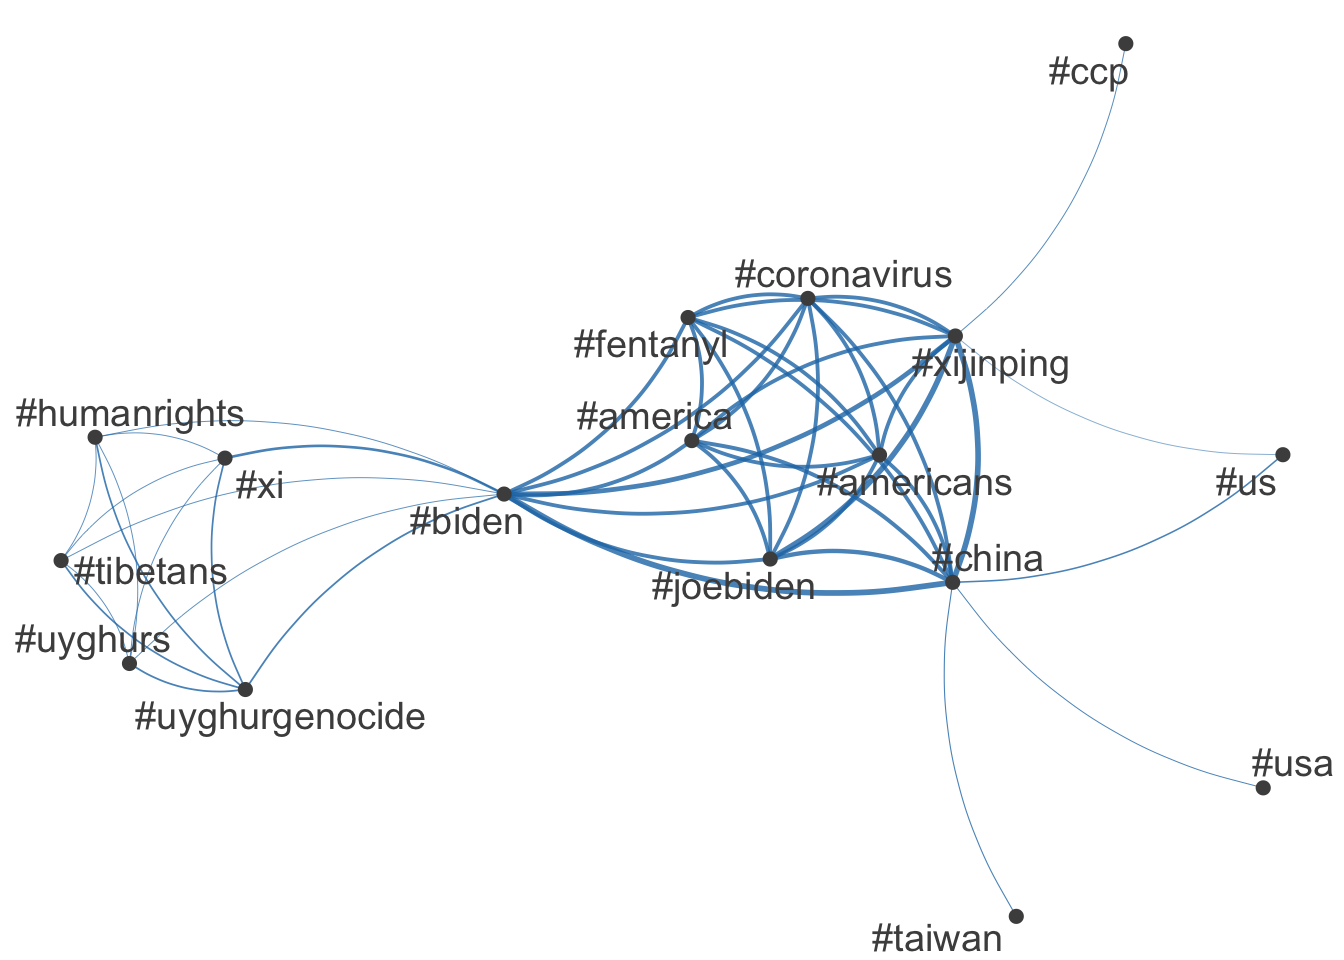 #ccp
#coronavirus
#fentanyl
#xijinping
#humanrights
#america
#xi
#americans
#us
#biden
#china
#tibetans
#joebiden
#uyghurs
#uyghurgenocide
#usa
#taiwan